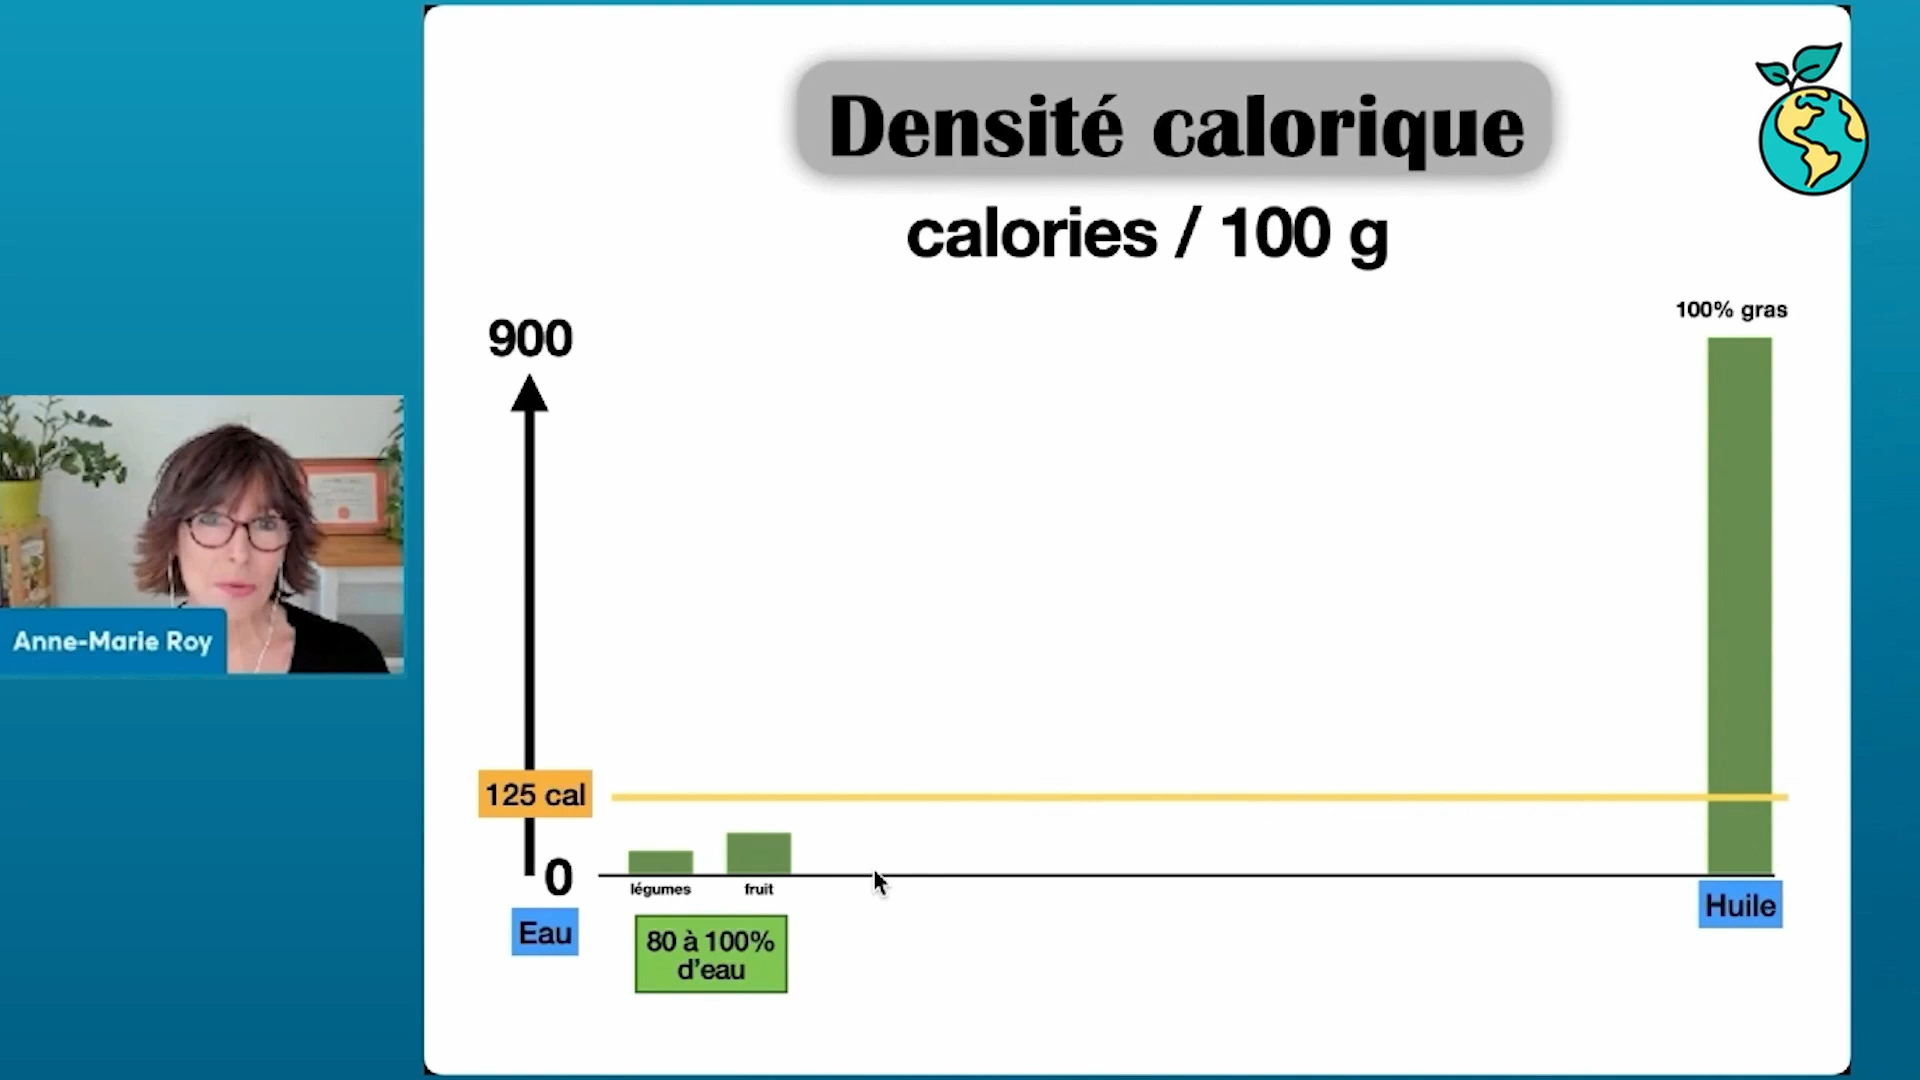 Densité calorique
calories / 100 g
100% gras
900
125 cal
0
légumes
fruit
Eau
Huile
80 à 100%
d'eau
Anne-Marie Roy